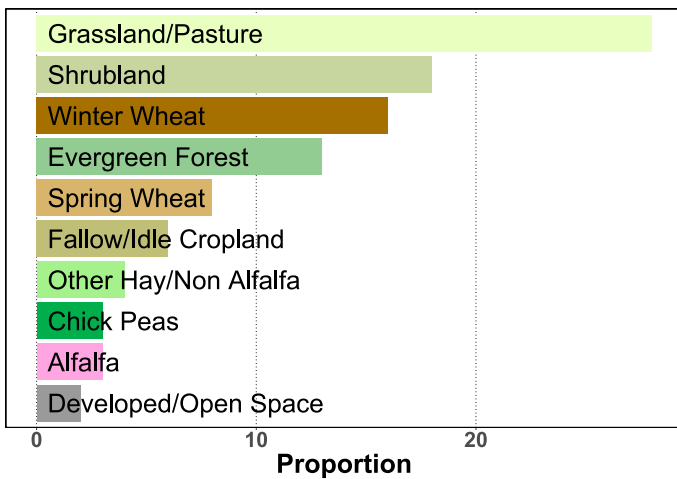 Grassland/Pasture
Shrubland
Winter Wheat
Evergreen Forest
Spring Wheat
Fallow/Idle Cropland
Other Hay/Non Alfalfa
Chick Peas
Alfalfa
Developed/Open Space
0 10 20
Proportion